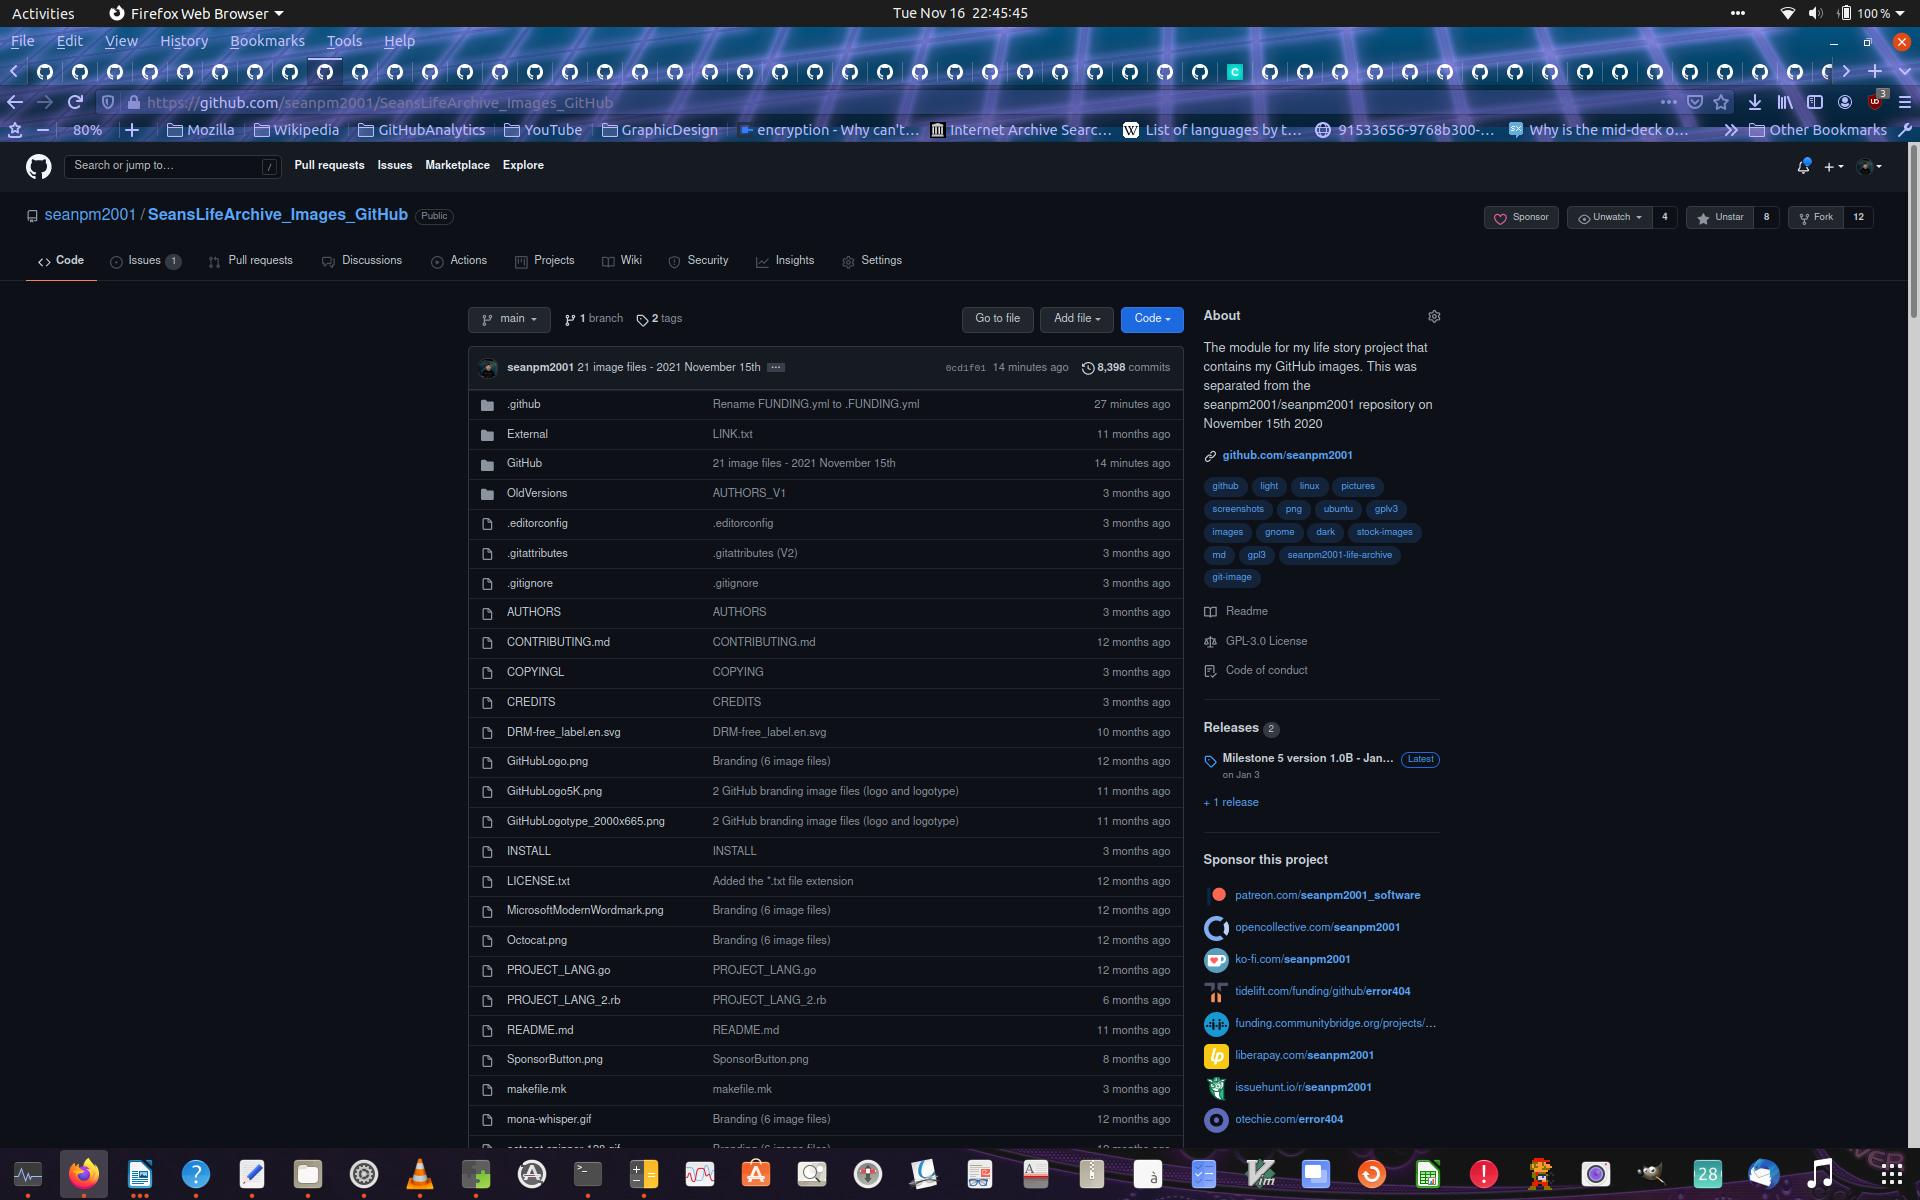 Activities Firefox Web Browser Tue Nov 16 22:45:45 100 %
File Edit View History Bookmarks Tools Help
https://github.com/seanpm2001/SeansLifeArchive_Images_GitHub 3
80% Mozilla Wikipedia GitHubAnalytics YouTube GraphicDesign encryption - Why can't… Internet Archive Searc… List of languages by t… 91533656-9768b300-… Why is the mid-deck o… Other Bookmarks
Search or jump to… / Pull requests Issues Marketplace Explore
seanpm2001 / SeansLifeArchive_Images_GitHub Public Sponsor Unwatch 4 Unstar 8 Fork 12
Code Issues 1 Pull requests Discussions Actions Projects Wiki Security Insights Settings
main 1 branch 2 tags Go to file Add file Code
seanpm2001 21 image files - 2021 November 15th ... 0cd1f01 14 minutes ago 8,398 commits
.github Rename FUNDING.yml to .FUNDING.yml 27 minutes ago
External LINK.txt 11 months ago
GitHub 21 image files - 2021 November 15th 14 minutes ago
OldVersions AUTHORS_V1 3 months ago
.editorconfig .editorconfig 3 months ago
.gitattributes .gitattributes (V2) 3 months ago
.gitignore .gitignore 3 months ago
AUTHORS AUTHORS 3 months ago
CONTRIBUTING.md CONTRIBUTING.md 12 months ago
COPYINGL COPYING 3 months ago
CREDITS CREDITS 3 months ago
DRM-free_label.en.svg DRM-free_label.en.svg 10 months ago
GitHubLogo.png Branding (6 image files) 12 months ago
GitHubLogo5K.png 2 GitHub branding image files (logo and logotype) 11 months ago
GitHubLogotype_2000x665.png 2 GitHub branding image files (logo and logotype) 11 months ago
INSTALL INSTALL 3 months ago
LICENSE.txt Added the *.txt file extension 12 months ago
MicrosoftModernWordmark.png Branding (6 image files) 12 months ago
Octocat.png Branding (6 image files) 12 months ago
PROJECT_LANG.go PROJECT_LANG.go 12 months ago
PROJECT_LANG_2.rb PROJECT_LANG_2.rb 6 months ago
README.md README.md 11 months ago
SponsorButton.png SponsorButton.png 8 months ago
makefile.mk makefile.mk 3 months ago
mona-whisper.gif Branding (6 image files) 12 months ago
About
The module for my life story project that
contains my GitHub images. This was
separated from the
seanpm2001/seanpm2001 repository on
November 15th 2020
github.com/seanpm2001
github light linux pictures
screenshots png ubuntu gplv3
images gnome dark stock-images
md gpl3 seanpm2001-life-archive
git-image
Readme
GPL-3.0 License
Code of conduct
Releases 2
Milestone 5 version 1.0B - Jan… Latest
on Jan 3
+ 1 release
Sponsor this project
patreon.com/seanpm2001_software
opencollective.com/seanpm2001
ko-fi.com/seanpm2001
tidelift.com/funding/github/error404
funding.communitybridge.org/projects/…
liberapay.com/seanpm2001
issuehunt.io/r/seanpm2001
otechie.com/error404
28